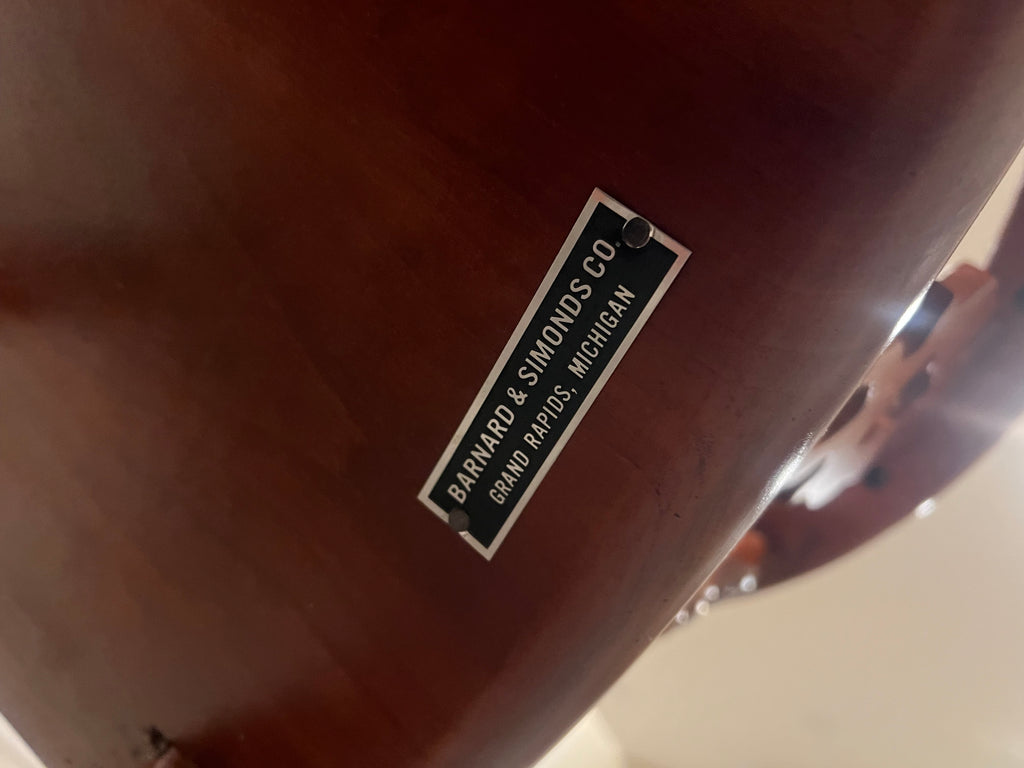 BARNARD & SIMONDS CO.
GRAND RAPIDS, MICHIGAN